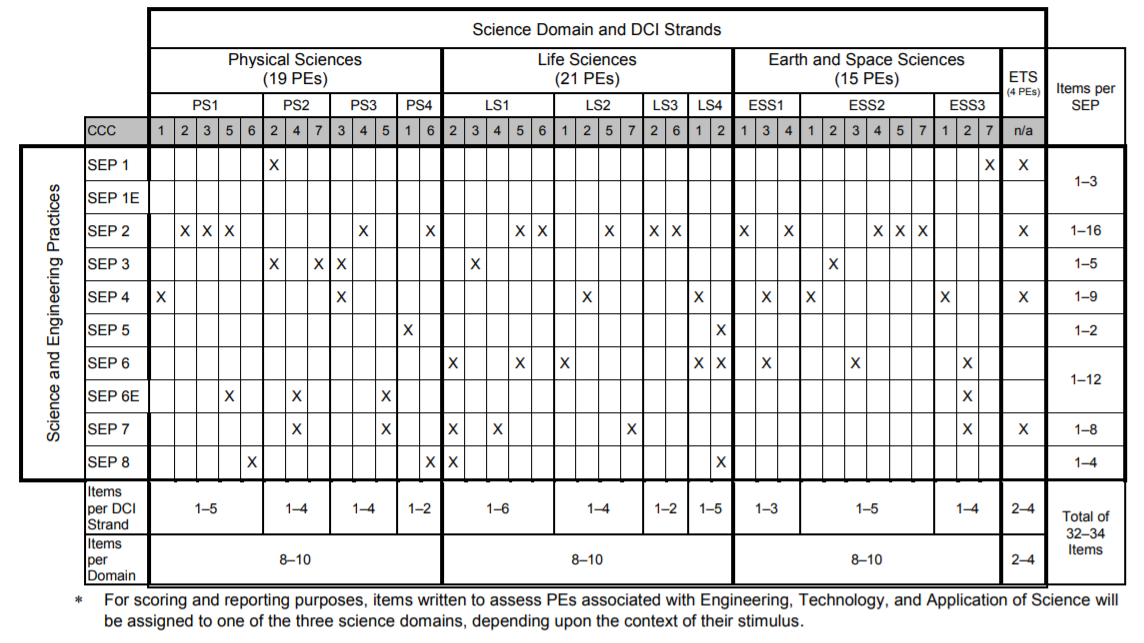 Science Domain and DCI Strands
Physical Sciences
(19 PEs)
Life Sciences
(21 PEs)
Earth and Space Sciences
(15 PEs)
ETS
(4 PEs)
Items per
SEP
PS1 PS2 PS3 PS4 LS1 LS2 LS3 LS4 ESS1 ESS2 ESS3
CCC 1 2 3 5 6 2 4 7 3 4 5 1 6 2 3 4 5 6 1 2 5 7 2 6 1 2 1 3 4 1 2 3 4 5 7 1 2 7 n/a
Science and Engineering Practices
SEP 1 X X X
1–3
SEP 1E
SEP 2 X X X X X X X X X X X X X X X X 1–16
SEP 3 X X X X X 1–5
SEP 4 X X X X X X X X 1–9
SEP 5 X X 1–2
SEP 6 X X X X X X X X
1–12
SEP 6E X X X X
SEP 7 X X X X X X X 1–8
SEP 8 X X X X 1–4
Items
per DCI
Strand
1–5 1–4 1–4 1–2 1–6 1–4 1–2 1–5 1–3 1–5 1–4 2–4
Total of
32–34
Items
Items
per
Domain
8–10 8–10 8–10 2–4
* For scoring and reporting purposes, items written to assess PEs associated with Engineering, Technology, and Application of Science will
be assigned to one of the three science domains, depending upon the context of their stimulus.